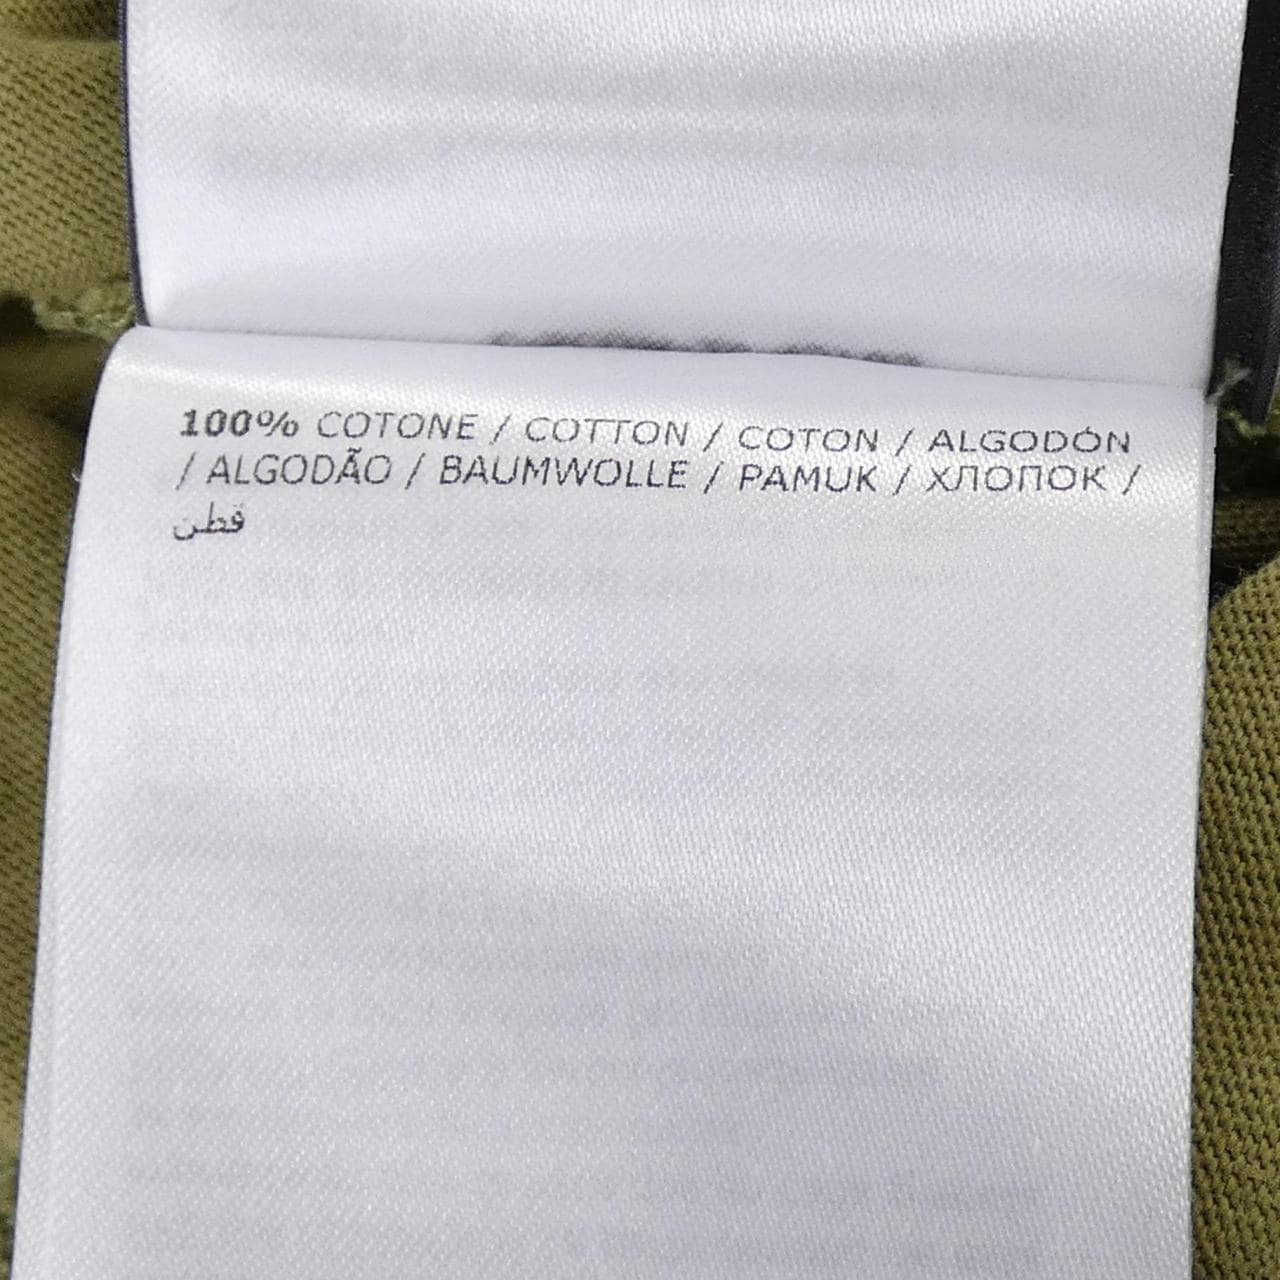 100% COTONE / COTTON / COTON / ALGODÓN
/ ALGODÃO / BAUMWOLLE / PAMUK / ХЛОПОК /
قطن